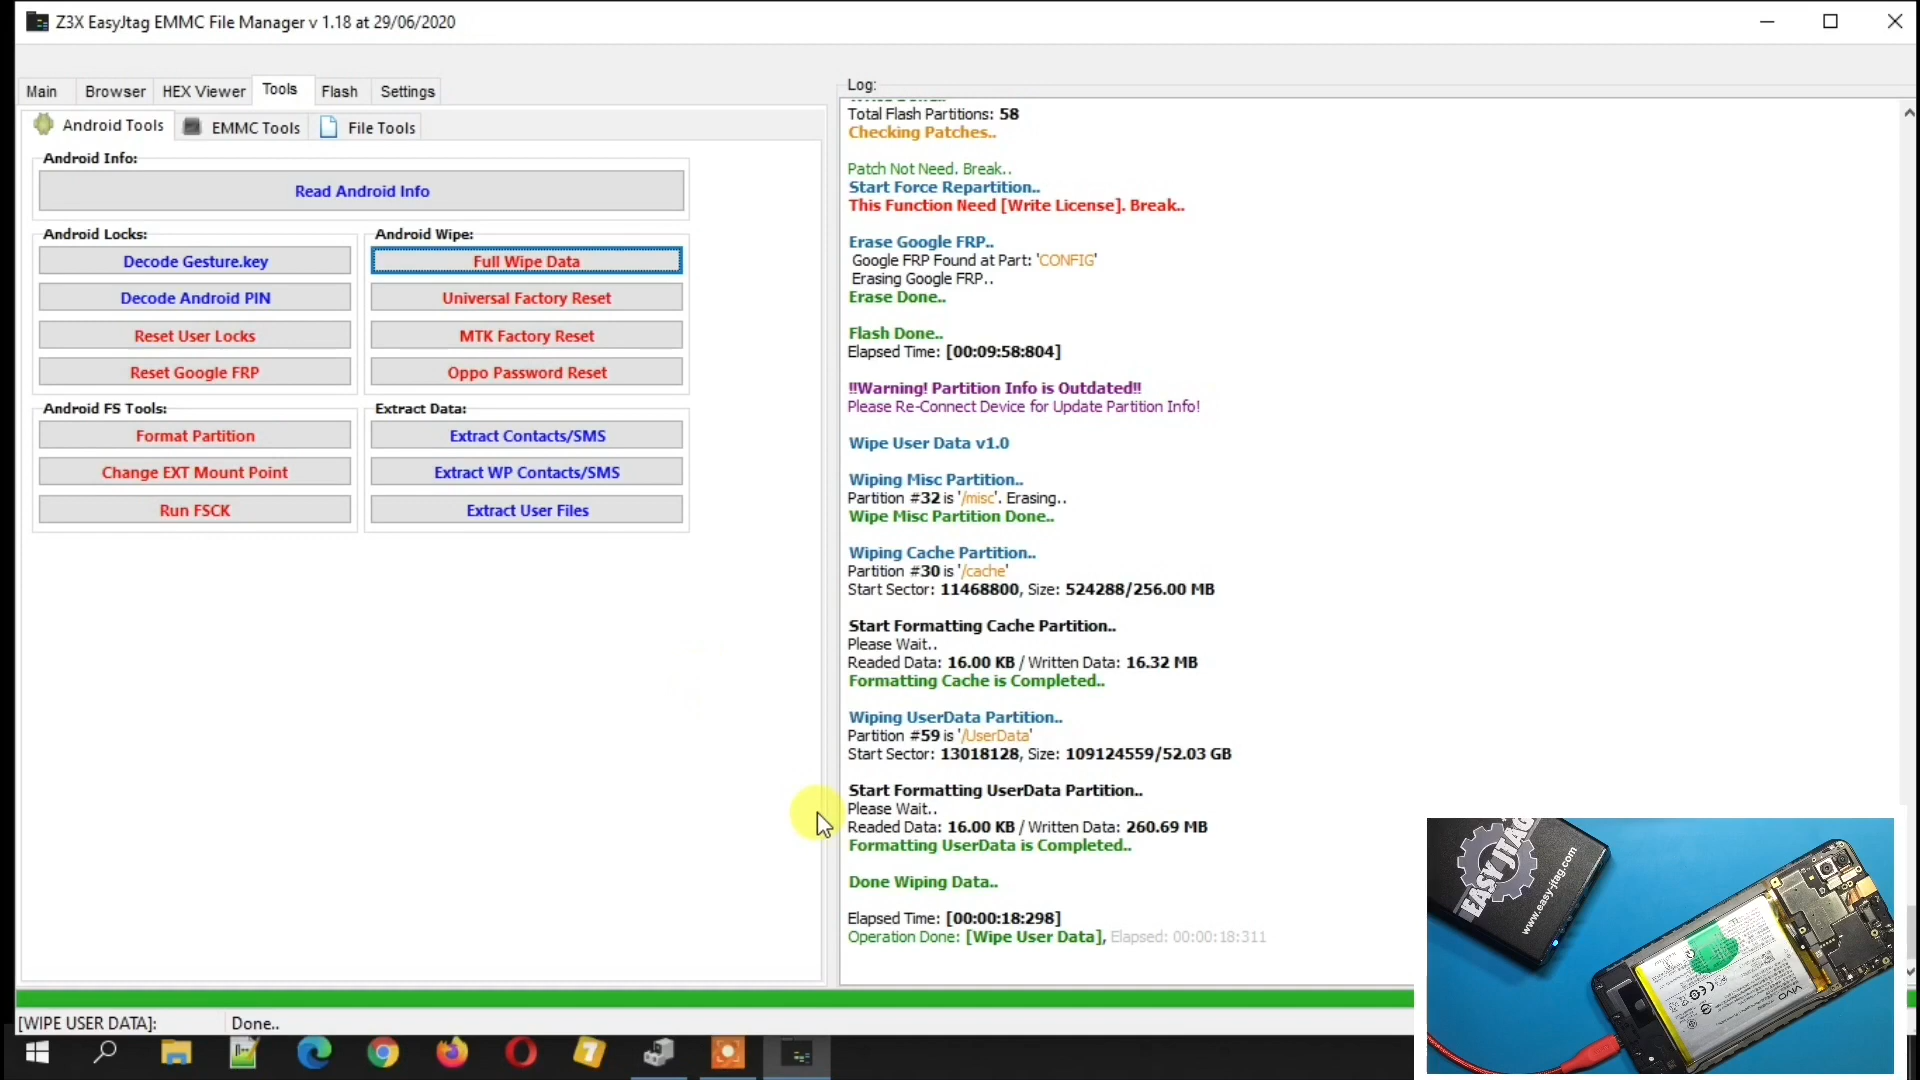 Z3X EasyJtag EMMC File Manager v 1.18 at 29/06/2020
Main Browser HEX Viewer Tools Flash Settings
Android Tools EMMC Tools File Tools
Android Info:
Read Android Info
Android Locks:
Decode Gesture.key
Decode Android PIN
Reset User Locks
Reset Google FRP
Android Wipe:
Full Wipe Data
Universal Factory Reset
MTK Factory Reset
Oppo Password Reset
Android FS Tools:
Format Partition
Change EXT Mount Point
Run FSCK
Extract Data:
Extract Contacts/SMS
Extract WP Contacts/SMS
Extract User Files
Log:
Total Flash Partitions: 58
Checking Patches..
Patch Not Need. Break..
Start Force Repartition..
This Function Need [Write License]. Break..
Erase Google FRP..
Google FRP Found at Part: 'CONFIG'
Erasing Google FRP..
Erase Done..
Flash Done..
Elapsed Time: [00:09:58:804]
!!Warning! Partition Info is Outdated!!
Please Re-Connect Device for Update Partition Info!
Wipe User Data v1.0
Wiping Misc Partition..
Partition #32 is '/misc'. Erasing..
Wipe Misc Partition Done..
Wiping Cache Partition..
Partition #30 is '/cache'
Start Sector: 11468800, Size: 524288/256.00 MB
Start Formatting Cache Partition..
Please Wait..
Readed Data: 16.00 KB / Written Data: 16.32 MB
Formatting Cache is Completed..
Wiping UserData Partition..
Partition #59 is '/UserData'
Start Sector: 13018128, Size: 109124559/52.03 GB
Start Formatting UserData Partition..
Please Wait..
Readed Data: 16.00 KB / Written Data: 260.69 MB
Formatting UserData is Completed..
Done Wiping Data..
Elapsed Time: [00:00:18:298]
Operation Done: [Wipe User Data], Elapsed: 00:00:18:311
[WIPE USER DATA]: Done..
EASY JTAG
www.easy-jtag.com
vivo